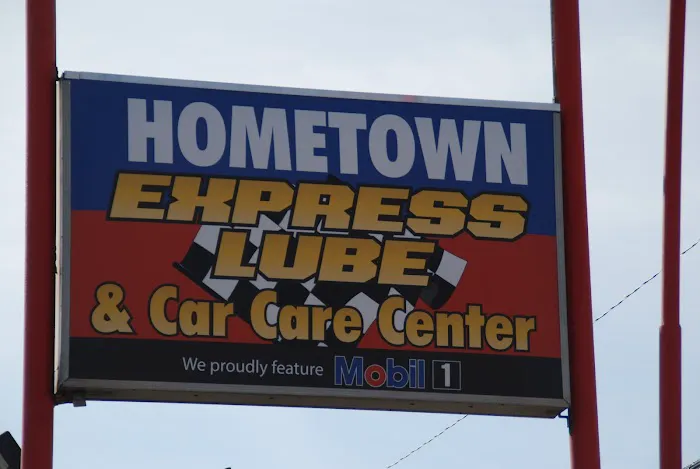 HOMETOWN
EXPRESS
LUBE
& Car Care Center
We proudly feature Mobil 1